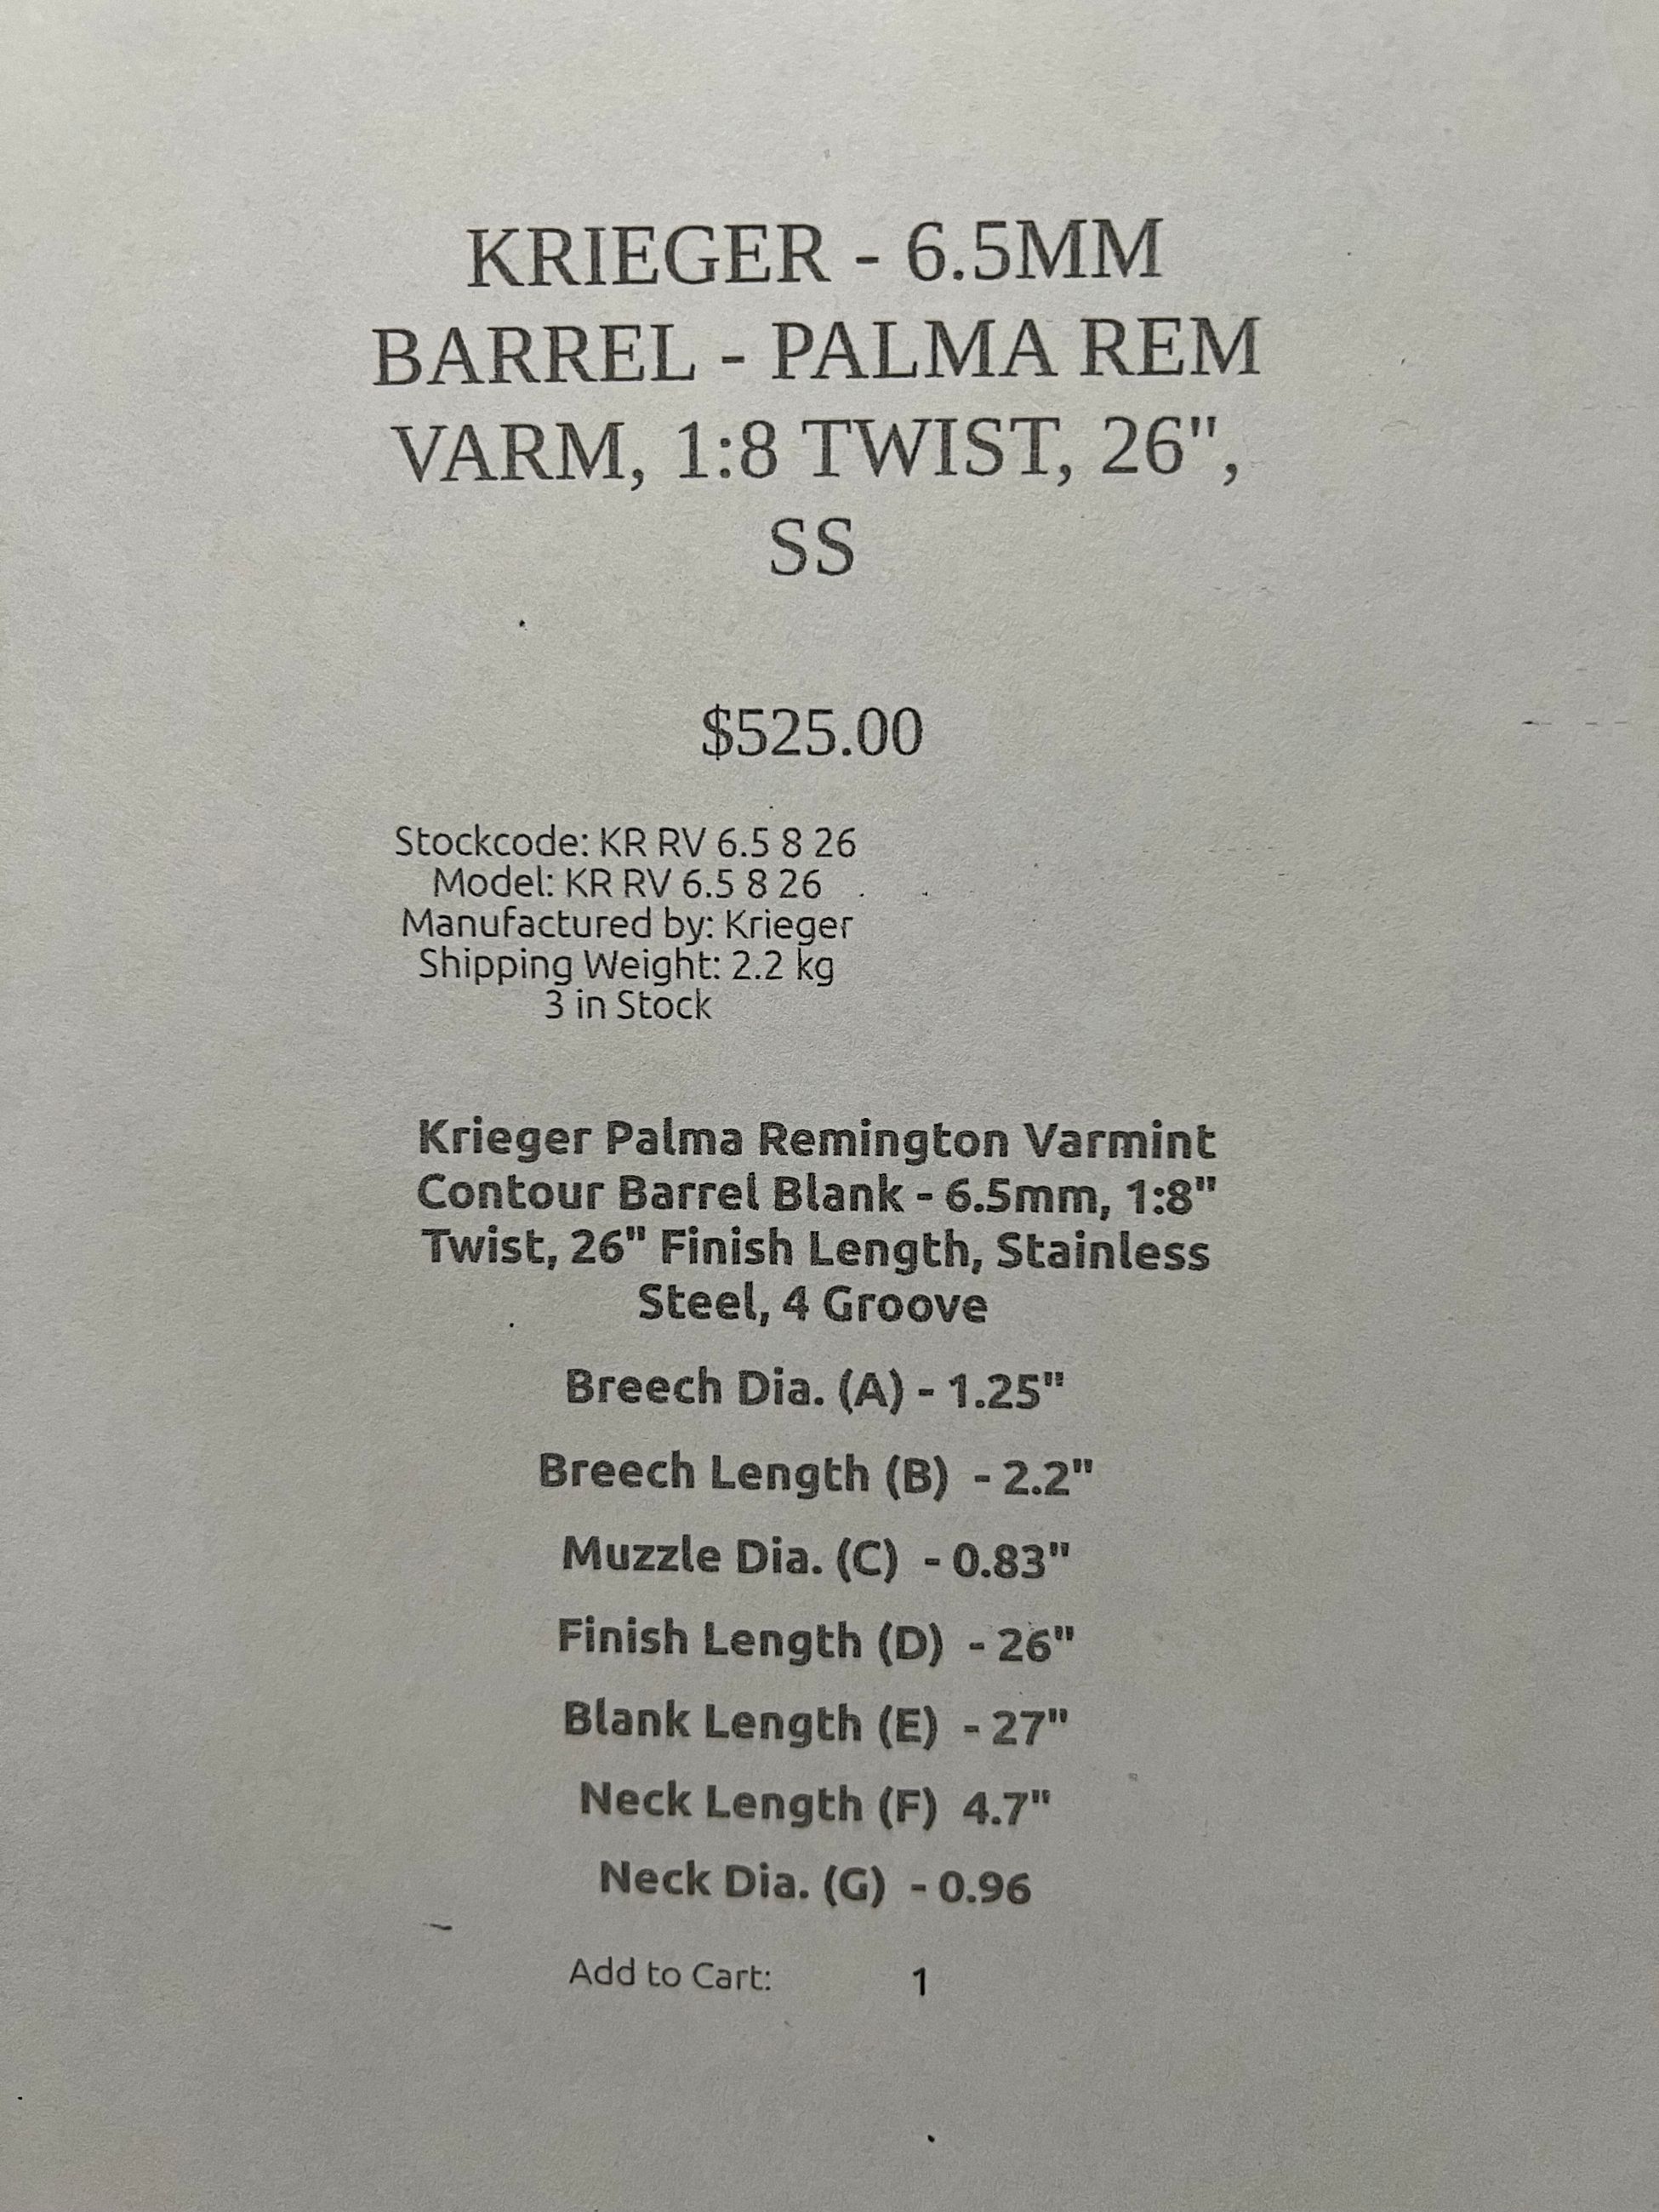 KRIEGER - 6.5MM
BARREL - PALMA REM
VARM, 1:8 TWIST, 26",
SS
$525.00
Stockcode: KR RV 6.5 8 26
Model: KR RV 6.5 8 26
Manufactured by: Krieger
Shipping Weight: 2.2 kg
3 in Stock
Krieger Palma Remington Varmint
Contour Barrel Blank - 6.5mm, 1:8"
Twist, 26" Finish Length, Stainless
Steel, 4 Groove
Breech Dia. (A) - 1.25"
Breech Length (B) - 2.2"
Muzzle Dia. (C) - 0.83"
Finish Length (D) - 26"
Blank Length (E) - 27"
Neck Length (F) 4.7"
Neck Dia. (G) - 0.96
Add to Cart: 1